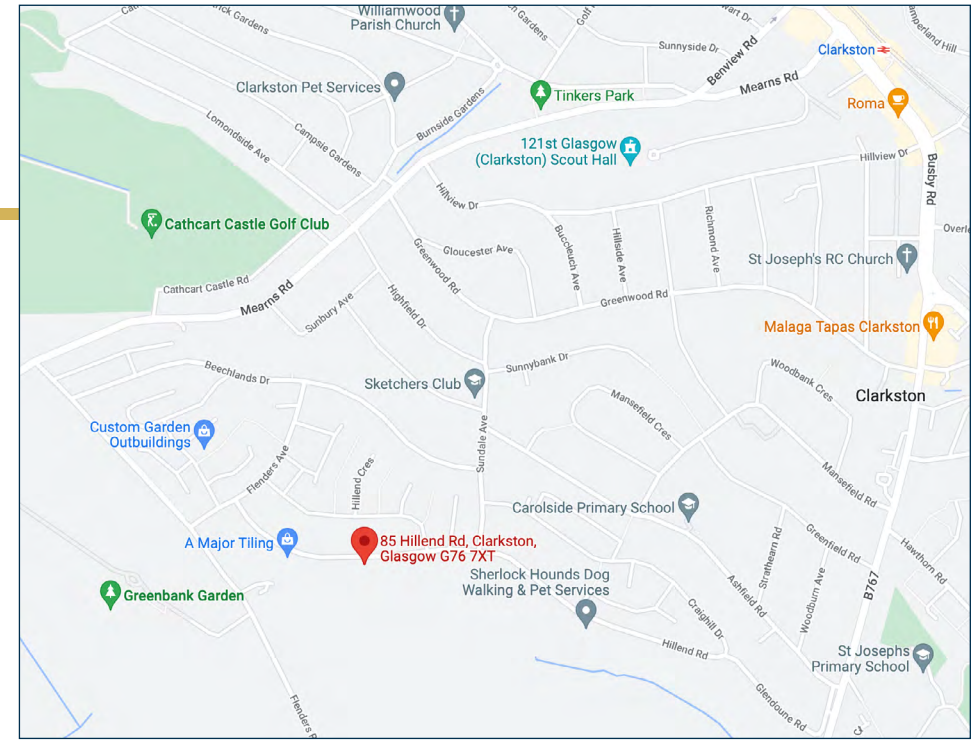 Williamwood
Parish Church
Clarkston
Sunnyside Dr
Benview Rd
Mearns Rd
Clarkston Pet Services
Tinkers Park
Roma
Burnside Gardens
Lomondside Ave
Campsie Gardens
121st Glasgow
(Clarkston) Scout Hall
Hillview Dr
Busby Rd
Hillview Dr
Cathcart Castle Golf Club
Gloucester Ave
Greenwood Rd
Buccleuch Ave
Hillside Ave
Richmond Ave
St Joseph's RC Church
Cathcart Castle Rd
Mearns Rd
Sunbury Ave
Highfield Dr
Greenwood Rd
Malaga Tapas Clarkston
Beechlands Dr
Sketchers Club
Sunnybank Dr
Woodbank Cres
Clarkston
Mansefield Cres
Custom Garden
Outbuildings
Sundale Ave
Flenders Ave
Hillend Cres
Mansefield Rd
Carolside Primary School
A Major Tiling
85 Hillend Rd, Clarkston,
Glasgow G76 7XT
Strathearn Rd
Greenfield Rd
Hawthorn Rd
Sherlock Hounds Dog
Walking & Pet Services
Greenbank Garden
Ashfield Rd
Woodburn Ave
B767
Craighill Dr
Hillend Rd
St Josephs
Primary School
Glendoune Rd
Flenders R